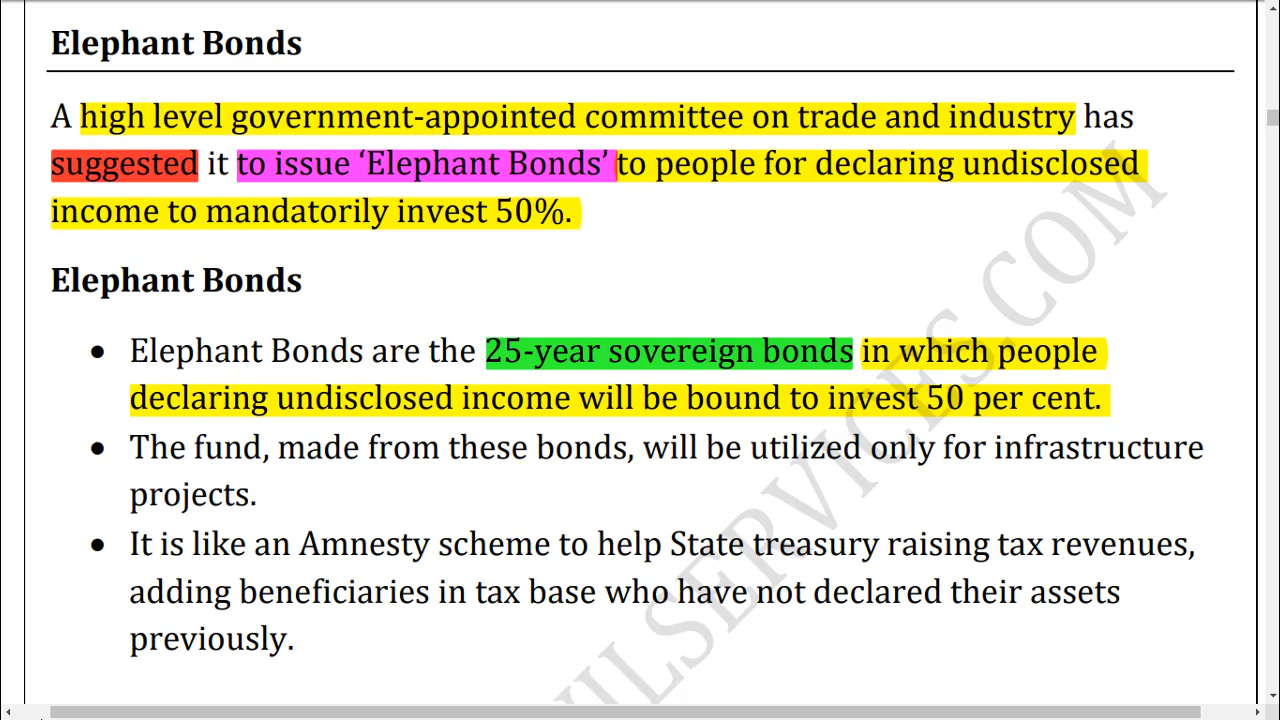 Elephant Bonds
A high level government-appointed committee on trade and industry has
suggested it to issue ‘Elephant Bonds’ to people for declaring undisclosed
income to mandatorily invest 50%.
Elephant Bonds
• Elephant Bonds are the 25-year sovereign bonds in which people
declaring undisclosed income will be bound to invest 50 per cent.
• The fund, made from these bonds, will be utilized only for infrastructure
projects.
• It is like an Amnesty scheme to help State treasury raising tax revenues,
adding beneficiaries in tax base who have not declared their assets
previously.
ILSERVICES.COM